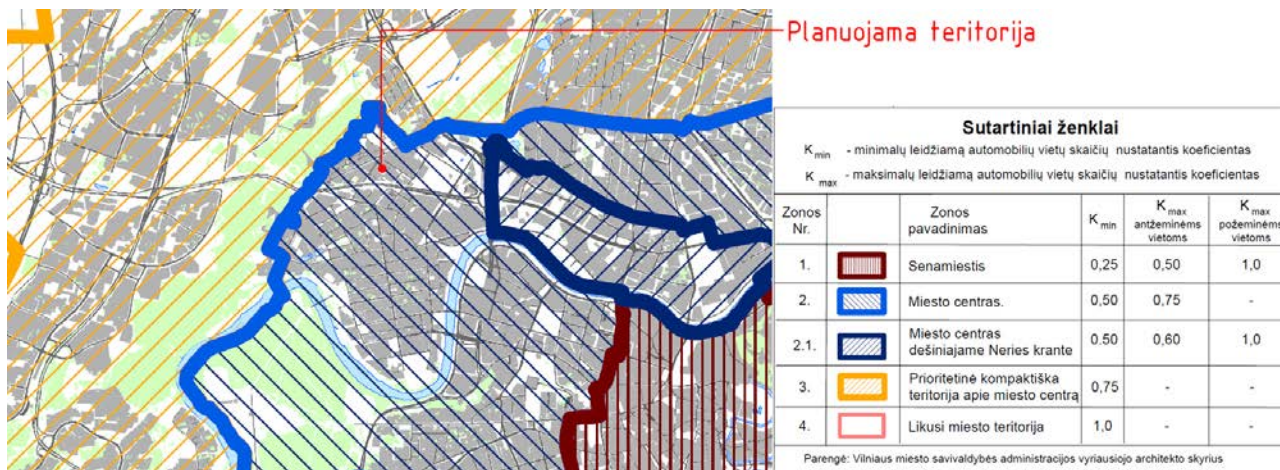 Planuojama teritorija
Sutartiniai ženklai
K min - minimalų leidžiamą automobilių vietų skaičių nustatantis koeficientas
K max - maksimalų leidžiamą automobilių vietų skaičių nustatantis koeficientas
Zonos Nr. Zonos pavadinimas K min K max antžeminėms vietoms K max požeminėms vietoms
1. Senamiestis 0,25 0,50 1,0
2. Miesto centras. 0,50 0,75 -
2.1. Miesto centras dešiniajame Neries krante 0.50 0,60 1,0
3. Prioritetinė kompaktiška teritorija apie miesto centrą 0,75 - -
4. Likusi miesto teritorija 1,0 - -
Parengė: Vilniaus miesto savivaldybės administracijos vyriausiojo architekto skyrius